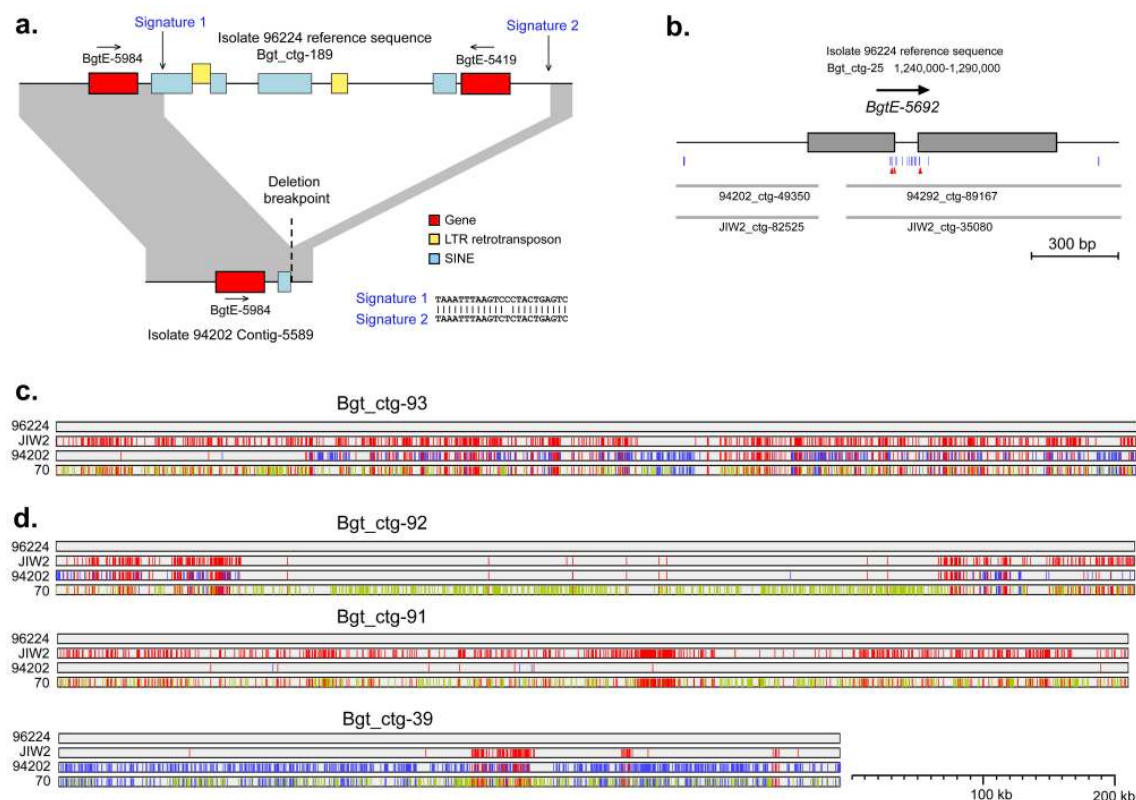 a.
Signature 1
Signature 2
Isolate 96224 reference sequence
Bgt_ctg-189
BgtE-5984
BgtE-5419
Deletion
breakpoint
Gene
LTR retrotransposon
SINE
BgtE-5984
Isolate 94202 Contig-5589
Signature 1 TAAATTTAAGTCCCTACTGAGTC
Signature 2 TAAATTTAAGTCTCTACTGAGTC
b.
Isolate 96224 reference sequence
Bgt_ctg-25 1,240,000-1,290,000
BgtE-5692
94202_ctg-49350
94292_ctg-89167
JIW2_ctg-82525
JIW2_ctg-35080
300 bp
c.
Bgt_ctg-93
96224
JIW2
94202
70
d.
Bgt_ctg-92
96224
JIW2
94202
70
Bgt_ctg-91
96224
JIW2
94202
70
Bgt_ctg-39
96224
JIW2
94202
70
100 kb
200 kb